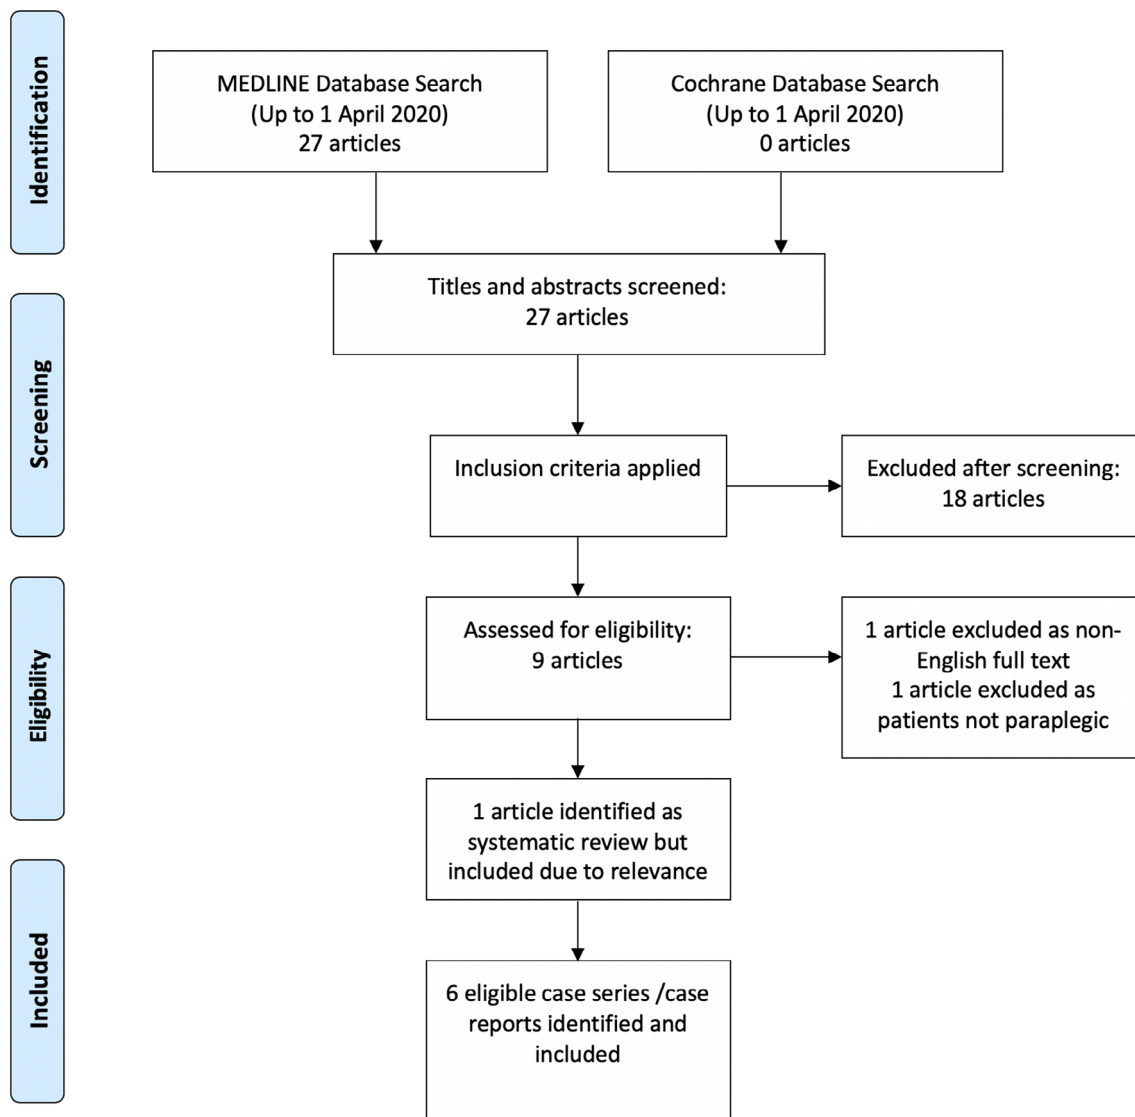 Identification
MEDLINE Database Search
(Up to 1 April 2020)
27 articles
Cochrane Database Search
(Up to 1 April 2020)
0 articles
Titles and abstracts screened:
27 articles
Screening
Inclusion criteria applied
Excluded after screening:
18 articles
Eligibility
Assessed for eligibility:
9 articles
1 article excluded as non-
English full text
1 article excluded as
patients not paraplegic
1 article identified as
systematic review but
included due to relevance
Included
6 eligible case series /case
reports identified and
included